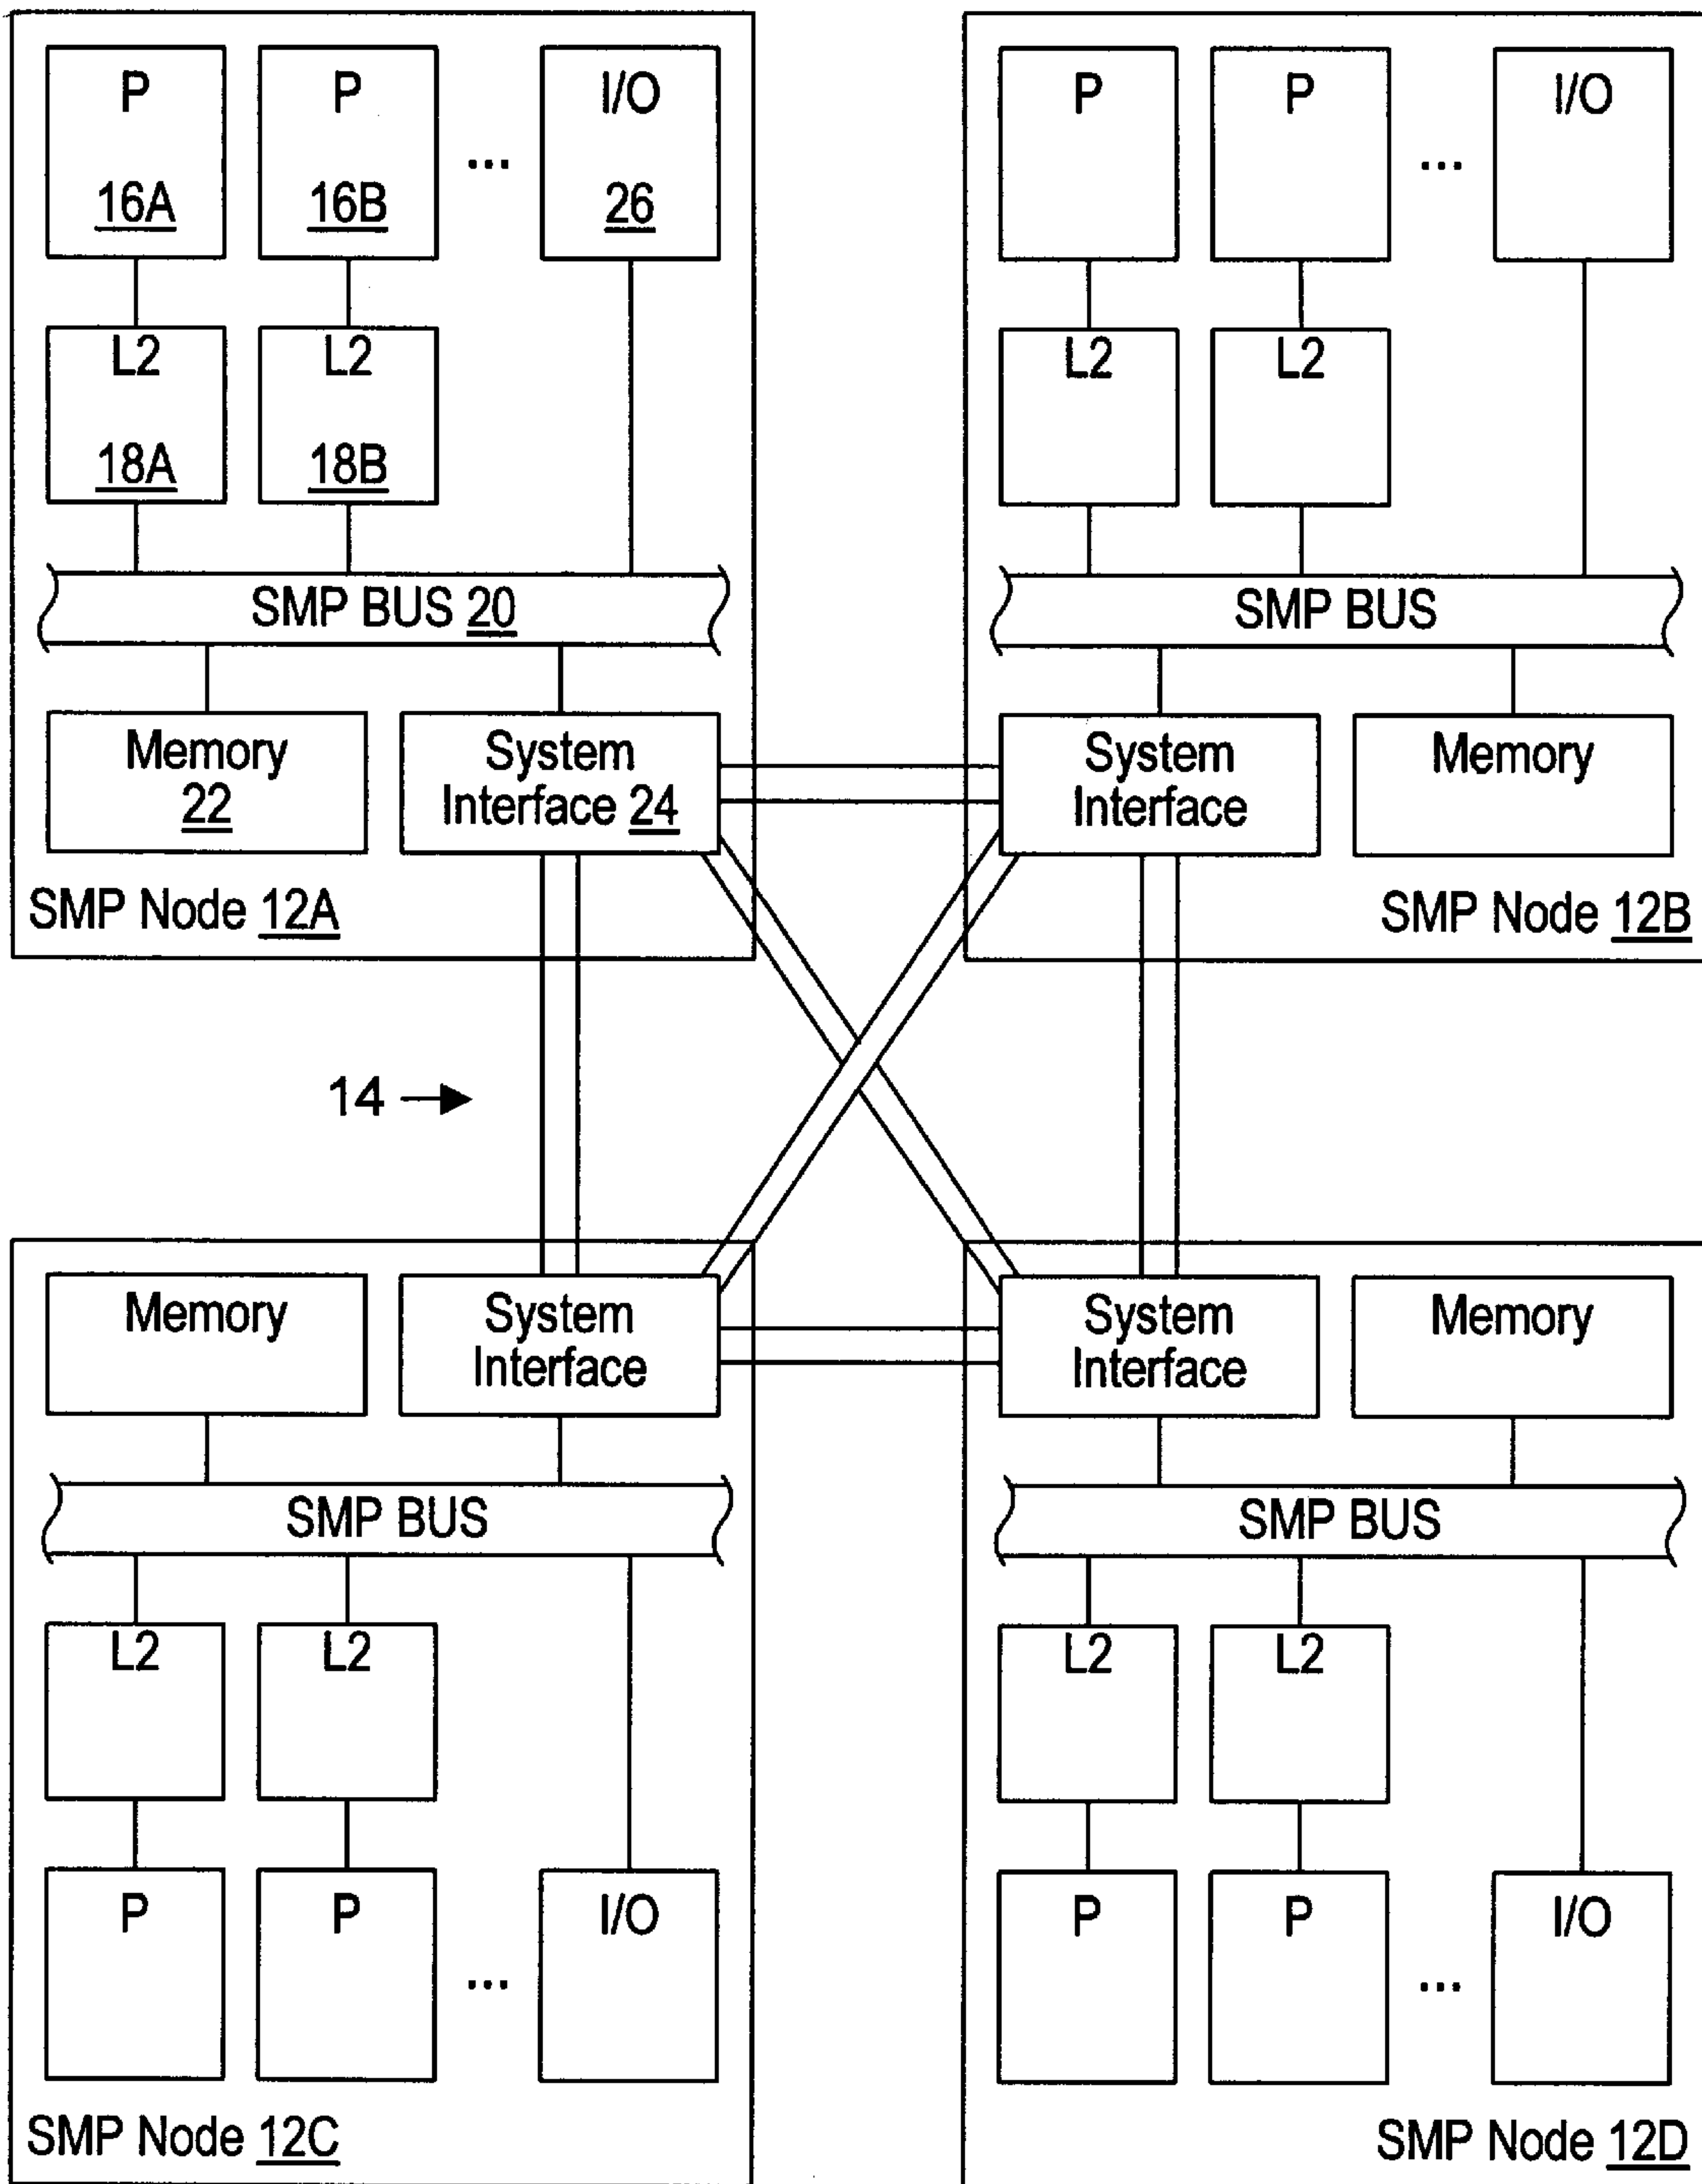 P P I/O
16A 16B ... 26
L2 L2
18A 18B
SMP BUS 20
Memory
22
System
Interface 24
SMP Node 12A
P P ... I/O
L2 L2
SMP BUS
System
Interface
Memory
SMP Node 12B
14
Memory
System
Interface
SMP BUS
L2 L2
P P ... I/O
SMP Node 12C
System
Interface
Memory
SMP BUS
L2 L2
P P ... I/O
SMP Node 12D